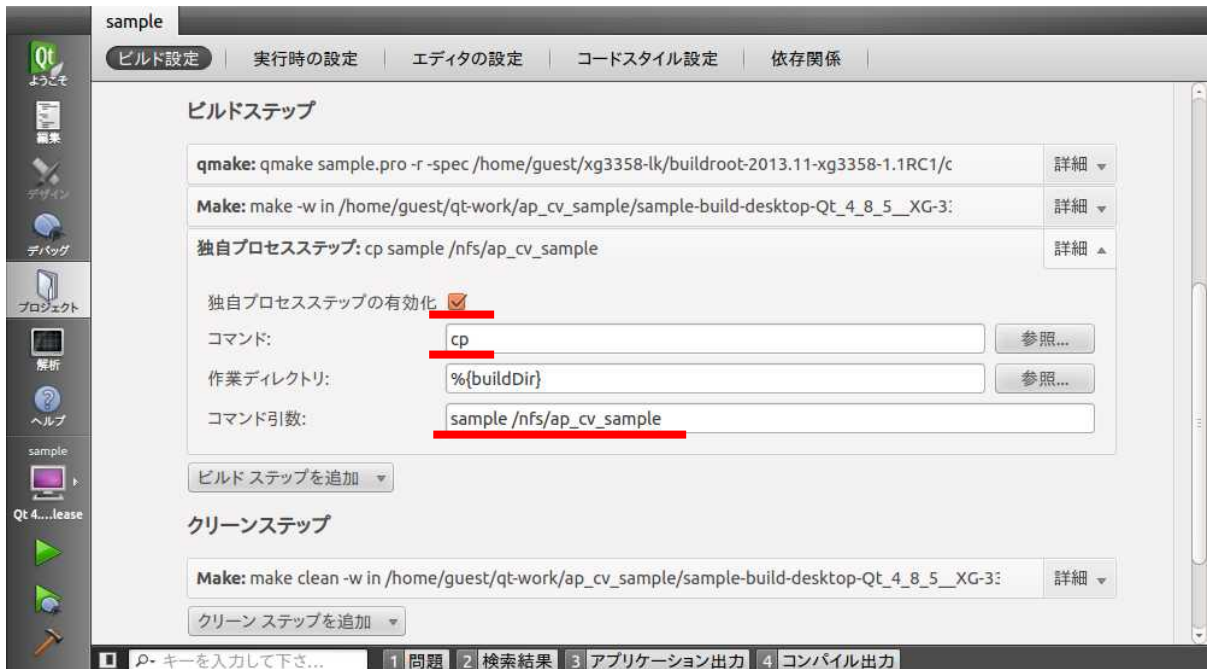 sample
Qt
ようこそ
ビルド設定 実行時の設定 エディタの設定 コードスタイル設定 依存関係
編集
デザイン
デバッグ
プロジェクト
解析
ヘルプ
sample
Qt 4....lease
ビルドステップ
qmake: qmake sample.pro -r -spec /home/guest/xg3358-lk/buildroot-2013.11-xg3358-1.1RC1/c 詳細
Make: make -w in /home/guest/qt-work/ap_cv_sample/sample-build-desktop-Qt_4_8_5__XG-33 詳細
独自プロセスステップ: cp sample /nfs/ap_cv_sample 詳細
独自プロセスステップの有効化
コマンド: cp 参照...
作業ディレクトリ: %{buildDir} 参照...
コマンド引数: sample /nfs/ap_cv_sample
ビルド ステップを追加
クリーンステップ
Make: make clean -w in /home/guest/qt-work/ap_cv_sample/sample-build-desktop-Qt_4_8_5__XG-33 詳細
クリーン ステップを追加
キーを入力して下さ... 1 問題 2 検索結果 3 アプリケーション出力 4 コンパイル出力